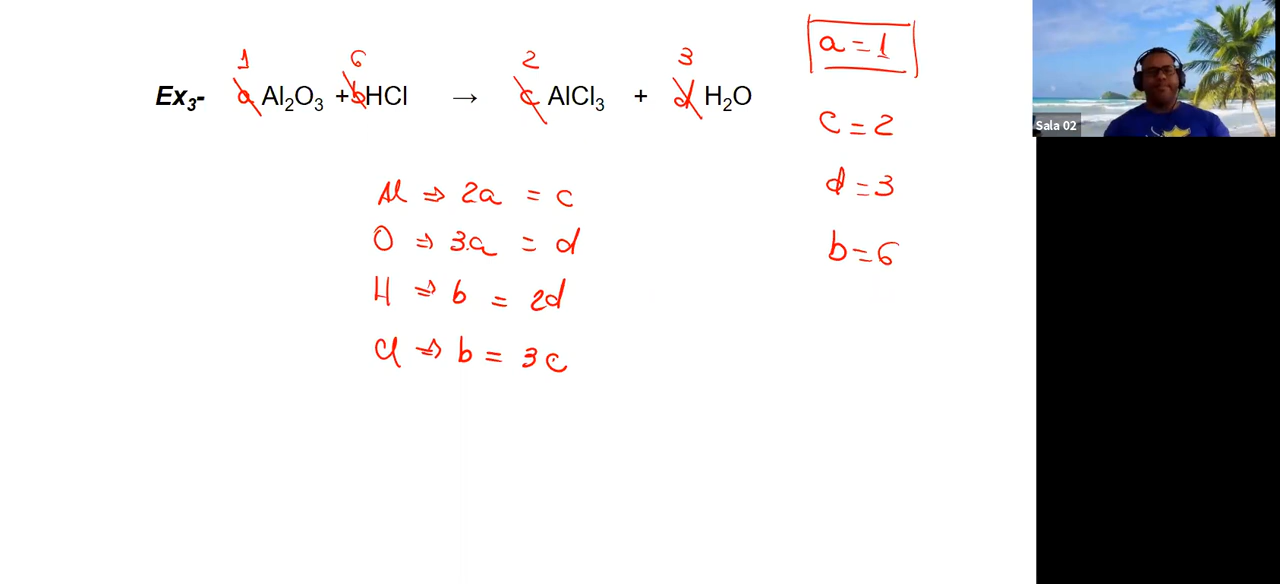 1 6 2 3
Ex3- a Al₂O₃ + b HCl → c AlCl₃ + d H₂O
a = 1
c = 2
d = 3
b = 6
Al ⇒ 2a = c
O ⇒ 3.a = d
H ⇒ b = 2d
Cl ⇒ b = 3c
Sala 02